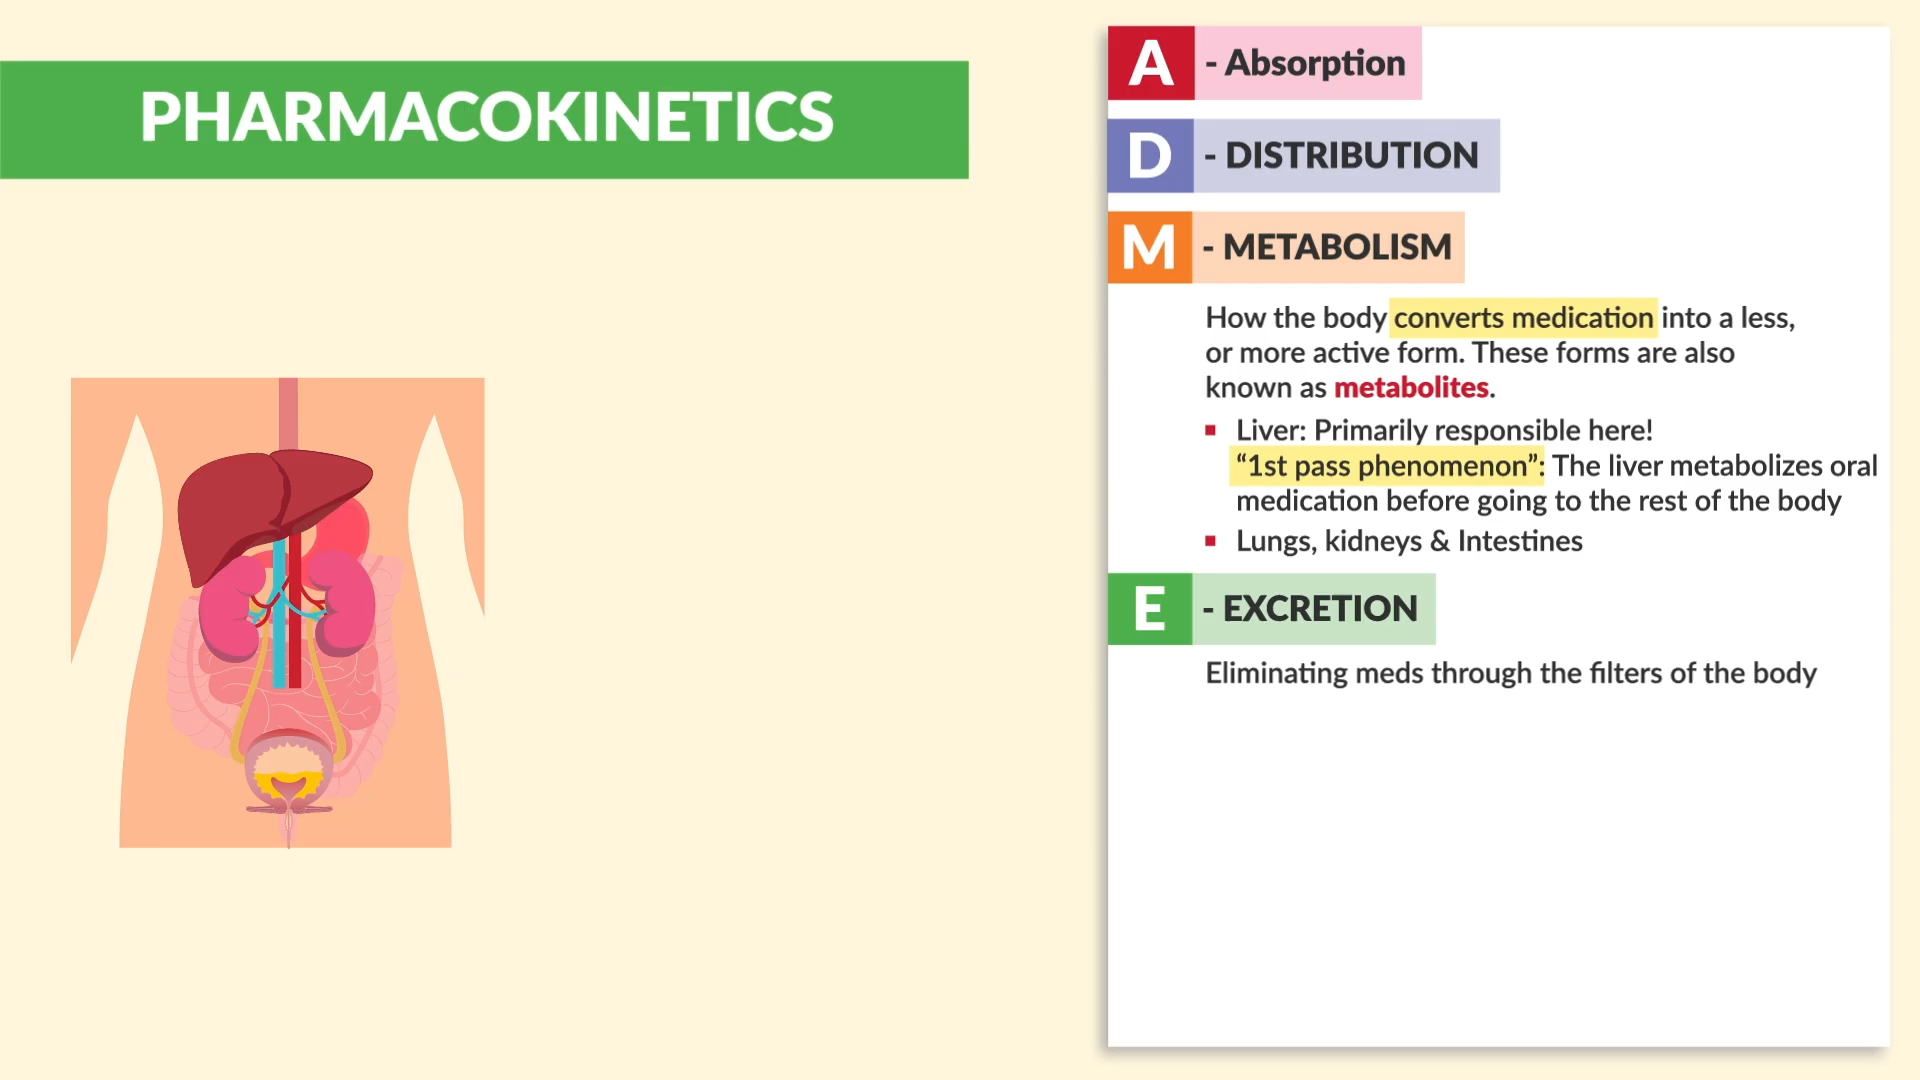 PHARMACOKINETICS
A - Absorption
D - DISTRIBUTION
M - METABOLISM
How the body converts medication into a less,
or more active form. These forms are also
known as metabolites.
▪ Liver: Primarily responsible here!
“1st pass phenomenon”: The liver metabolizes oral
medication before going to the rest of the body
▪ Lungs, kidneys & Intestines
E - EXCRETION
Eliminating meds through the filters of the body